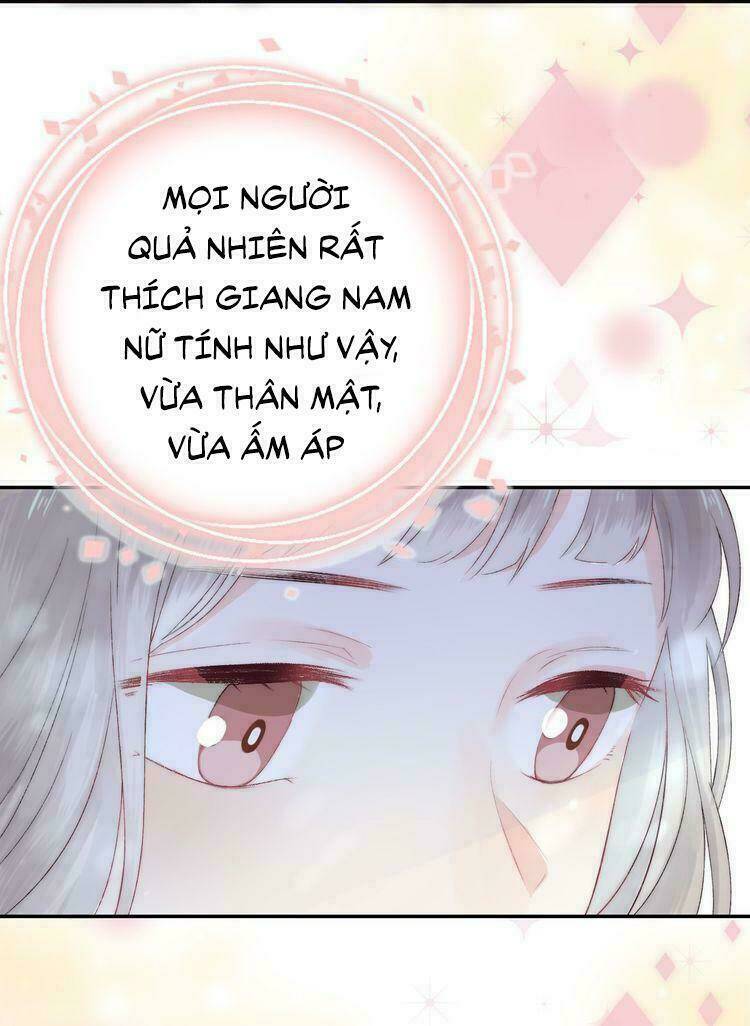 MỌI NGƯỜI
QUẢ NHIÊN RẤT
THÍCH GIANG NAM
NỮ TÍNH NHƯ VẬY,
VỪA THÂN MẬT,
VỪA ẤM ÁP